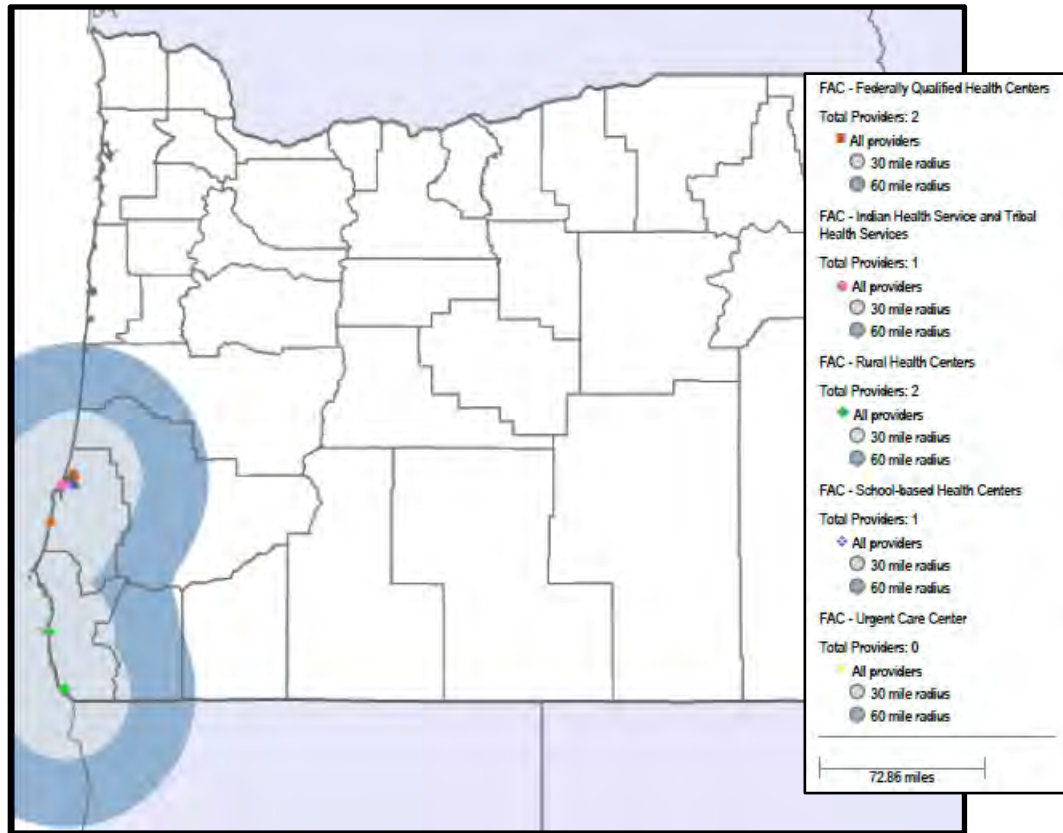 FAC - Federally Qualified Health Centers
Total Providers: 2
All providers
30 mile radius
60 mile radius
FAC - Indian Health Service and Tribal
Health Services
Total Providers: 1
All providers
30 mile radius
60 mile radius
FAC - Rural Health Centers
Total Providers: 2
All providers
30 mile radius
60 mile radius
FAC - School-based Health Centers
Total Providers: 1
All providers
30 mile radius
60 mile radius
FAC - Urgent Care Center
Total Providers: 0
All providers
30 mile radius
60 mile radius
72.86 miles